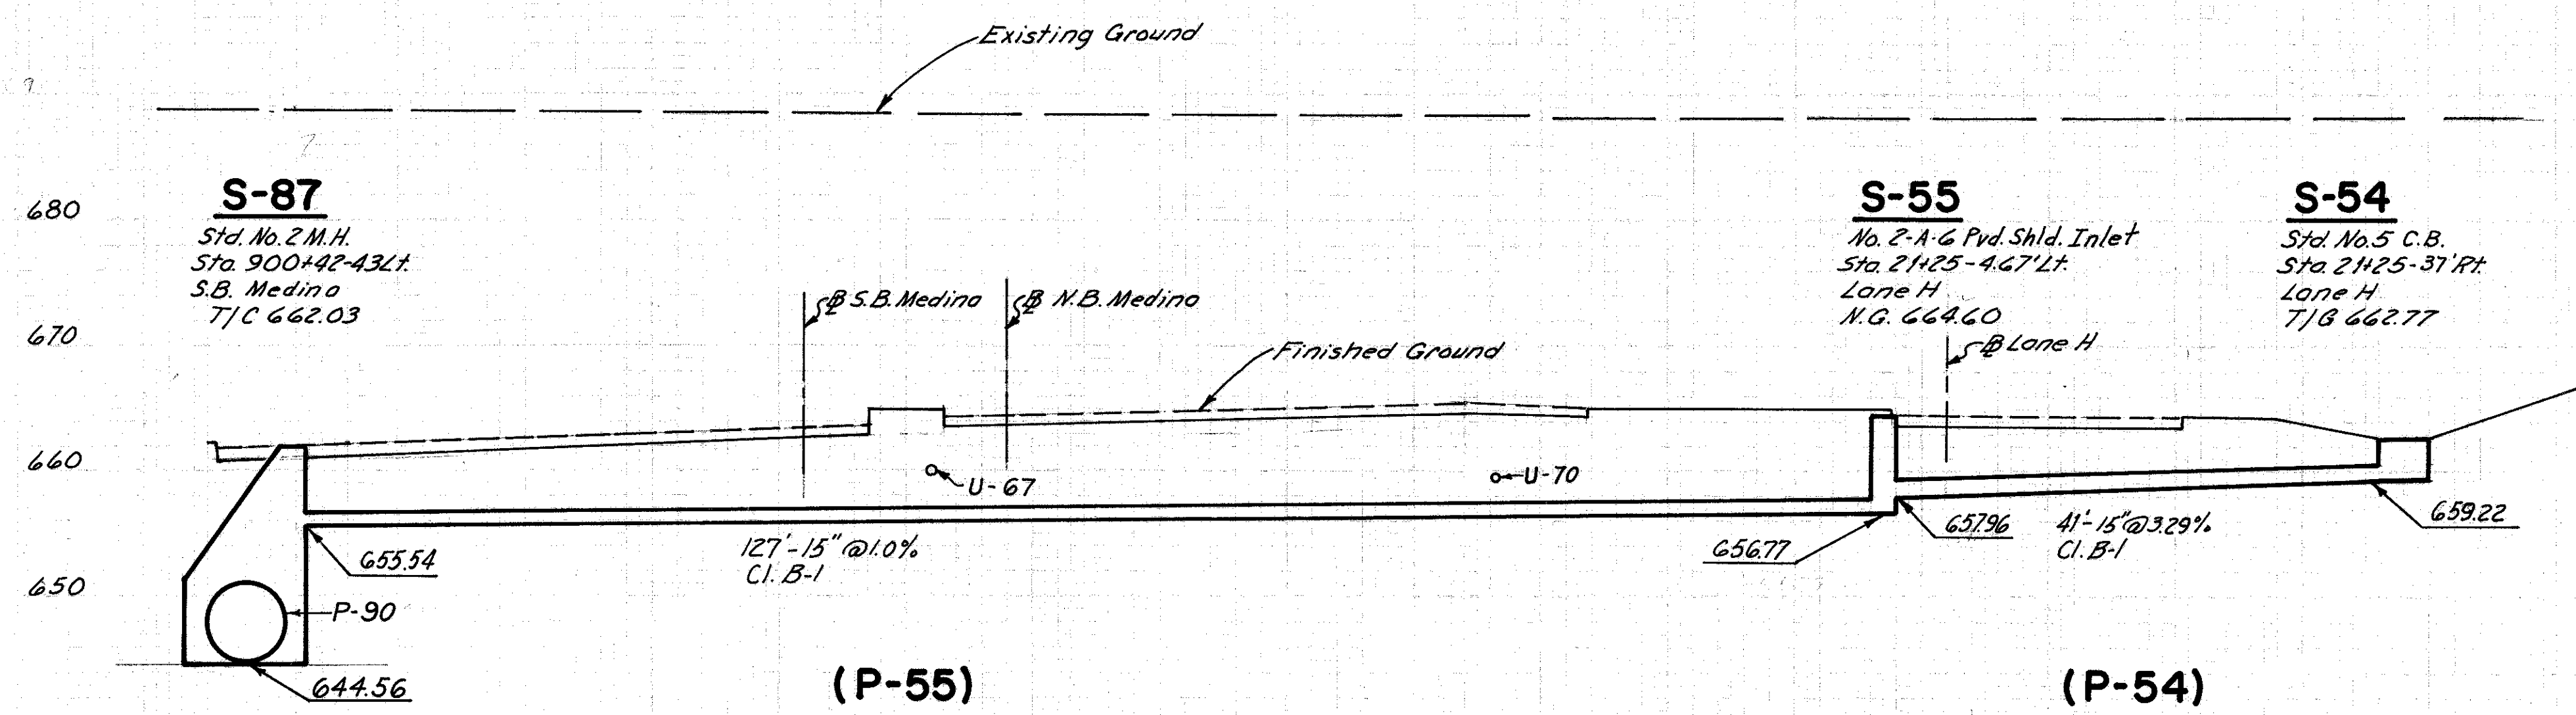 Existing Ground
680
670
660
650
S-87
Std. No. 2 M.H.
Sta. 900+42-43Lt.
S.B. Medina
T/C 662.03
℄ S.B. Medina
℄ N.B. Medina
Finished Ground
S-55
No. 2-A-6 Pvd. Shld. Inlet
Sta. 21+25-4.67'Lt.
Lane H
N.G. 664.60
℄ Lane H
S-54
Std. No. 5 C.B.
Sta. 21+25-37'Rt.
Lane H
T/G 662.77
U-67
U-70
655.54
127'-15" @1.0%
Cl. B-1
656.77
657.96
41'-15" @3.29%
Cl. B-1
659.22
P-90
644.56
(P-55)
(P-54)